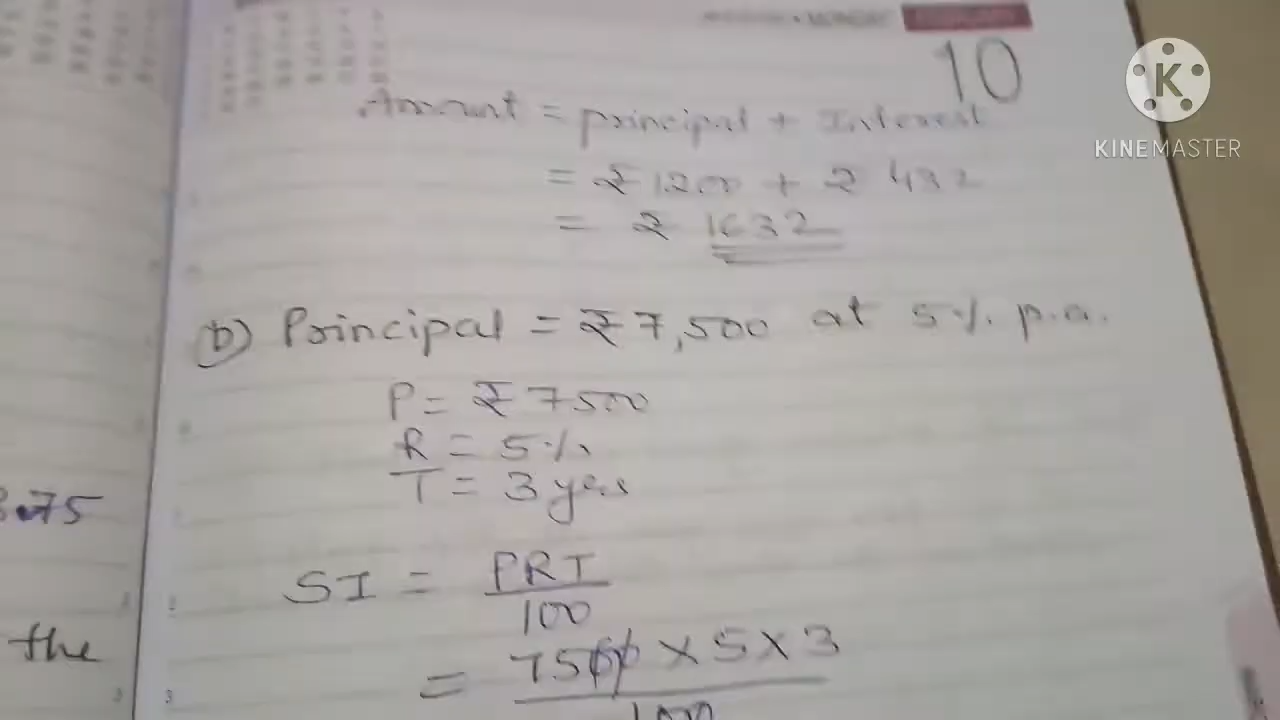 10
Amount = principal + Interest
= ₹ 1200 + ₹ 432
= ₹ 1632
(b) Principal = ₹ 7,500 at 5% p.a.
P = ₹ 7500
R = 5%
T = 3 yrs
SI = PRT
100
= 7500 × 5 × 3
100
.75
the
KINEMASTER